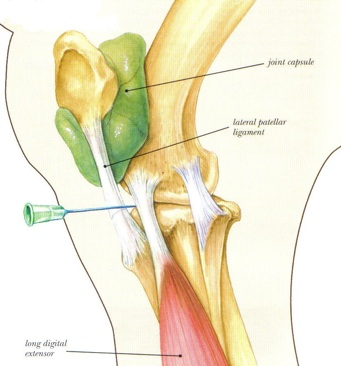 joint capsule
lateral patellar
ligament
long digital
extensor